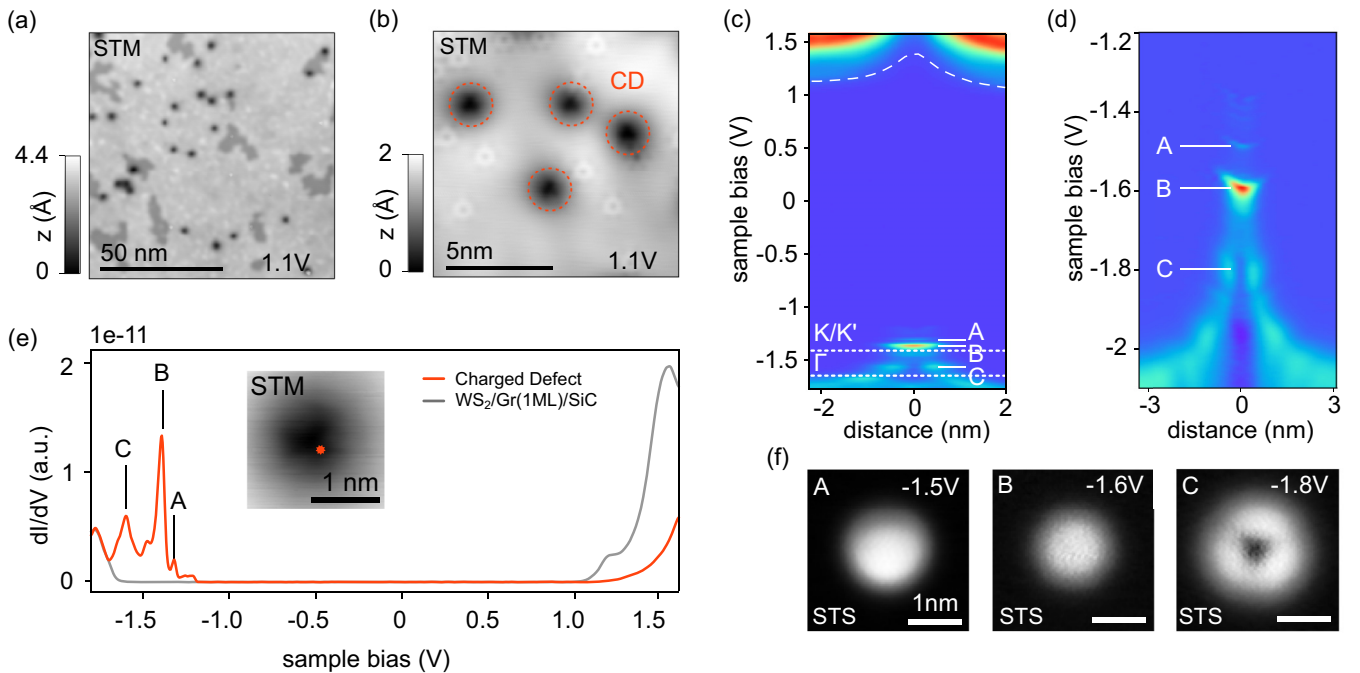 (a)
STM
4.4
z (Å)
0
50 nm
1.1V
(b)
STM
CD
2
z (Å)
0
5nm
1.1V
(c)
sample bias (V)
1.5
1
0.5
0
-0.5
-1
-1.5
K/K'
Γ
A
B
C
-2
0
2
distance (nm)
(d)
sample bias (V)
-1.2
-1.4
-1.6
-1.8
-2
A
B
C
-3
0
3
distance (nm)
(e)
1e-11
dI/dV (a.u.)
2
1
0
C
B
A
STM
1 nm
Charged Defect
WS₂/Gr(1ML)/SiC
-1.5
-1.0
-0.5
0
0.5
1.0
1.5
sample bias (V)
(f)
A
-1.5V
STS
1nm
B
-1.6V
STS
C
-1.8V
STS